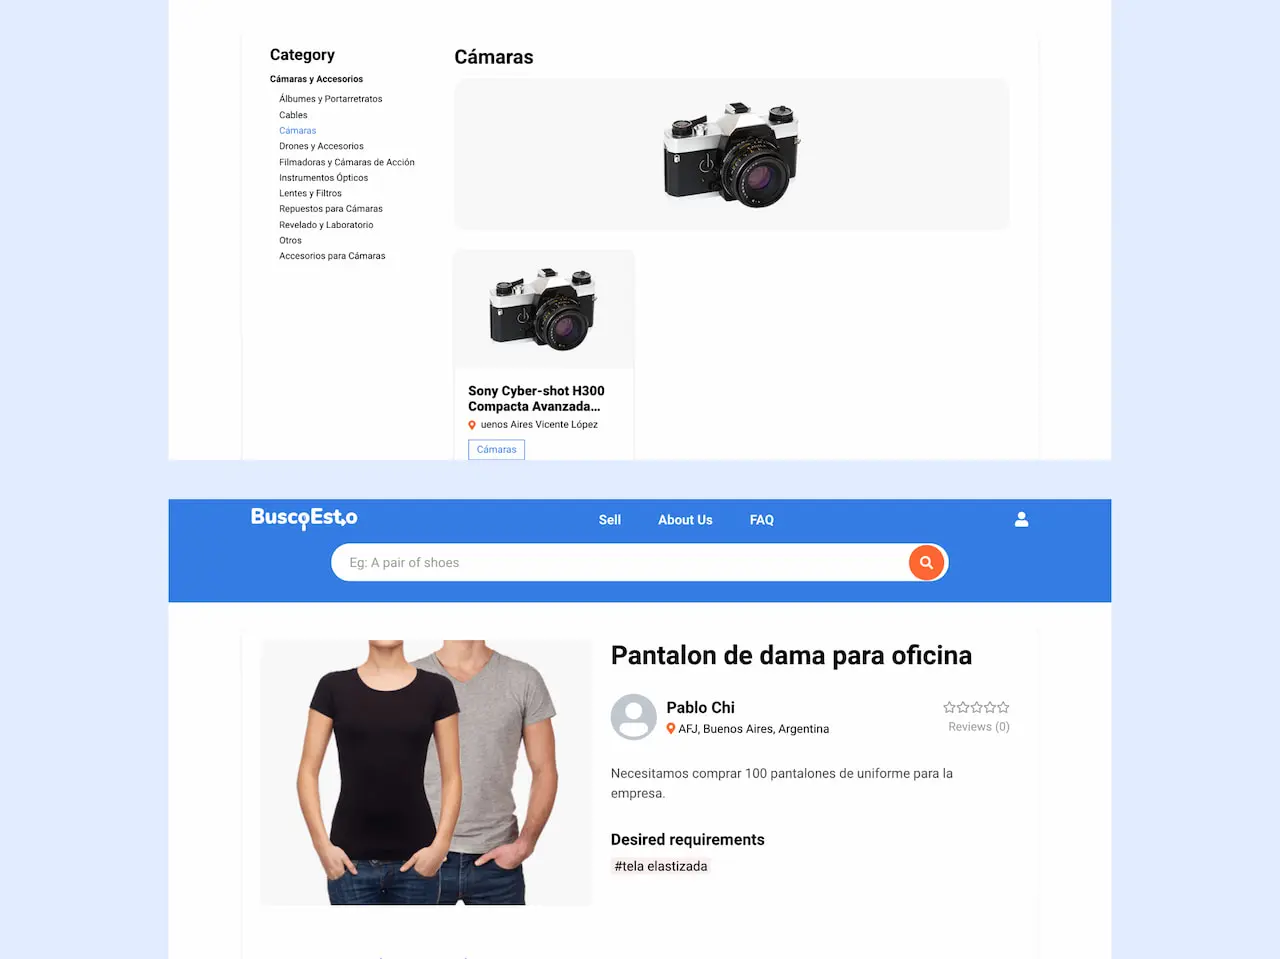 Category
Cámaras y Accesorios
Álbumes y Portarretratos
Cables
Cámaras
Drones y Accesorios
Filmadoras y Cámaras de Acción
Instrumentos Ópticos
Lentes y Filtros
Repuestos para Cámaras
Revelado y Laboratorio
Otros
Accesorios para Cámaras
Cámaras
Sony Cyber-shot H300
Compacta Avanzada...
uenos Aires Vicente López
Cámaras
BuscoEsto
Sell
About Us
FAQ
Eg: A pair of shoes
Pantalon de dama para oficina
Pablo Chi
AFJ, Buenos Aires, Argentina
Reviews (0)
Necesitamos comprar 100 pantalones de uniforme para la
empresa.
Desired requirements
#tela elastizada